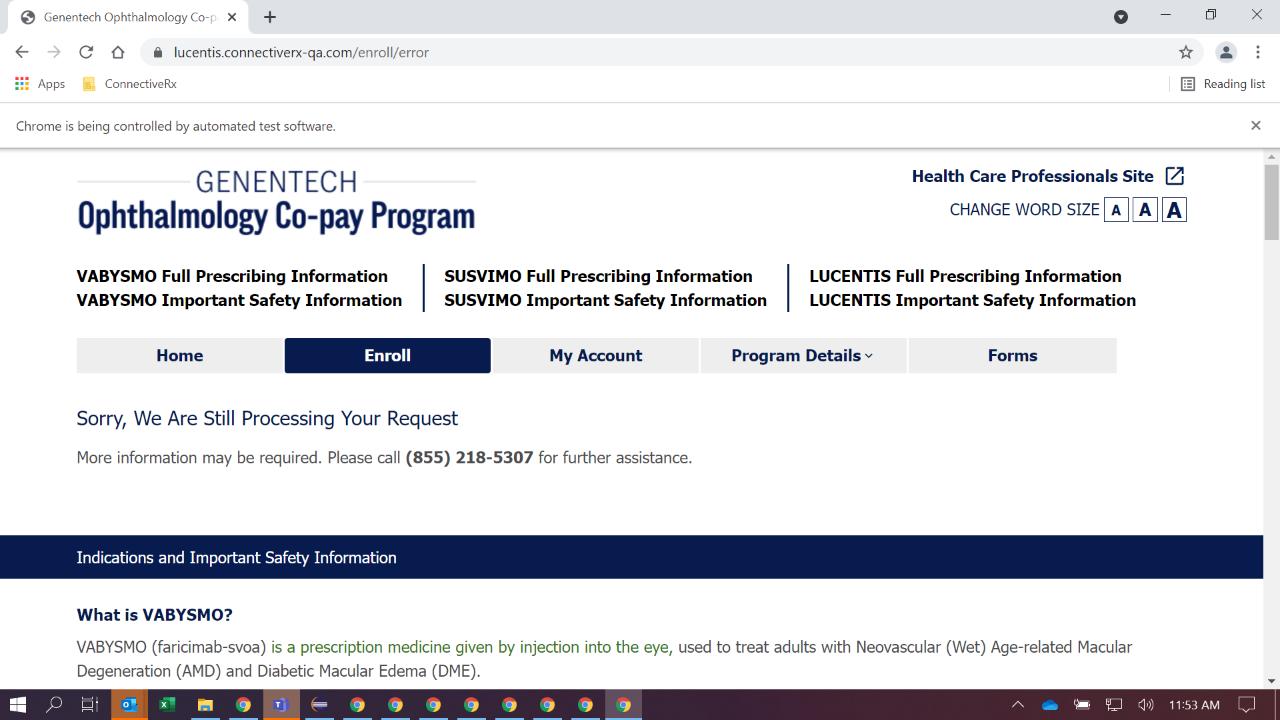 Genentech Ophthalmology Co-p
lucentis.connectiverx-qa.com/enroll/error
Apps
ConnectiveRx
Reading list
Chrome is being controlled by automated test software.
GENENTECH
Ophthalmology Co-pay Program
Health Care Professionals Site
CHANGE WORD SIZE A A A
VABYSMO Full Prescribing Information
VABYSMO Important Safety Information
SUSVIMO Full Prescribing Information
SUSVIMO Important Safety Information
LUCENTIS Full Prescribing Information
LUCENTIS Important Safety Information
Home
Enroll
My Account
Program Details
Forms
Sorry, We Are Still Processing Your Request
More information may be required. Please call (855) 218-5307 for further assistance.
Indications and Important Safety Information
What is VABYSMO?
VABYSMO (faricimab-svoa) is a prescription medicine given by injection into the eye, used to treat adults with Neovascular (Wet) Age-related Macular
Degeneration (AMD) and Diabetic Macular Edema (DME).
11:53 AM